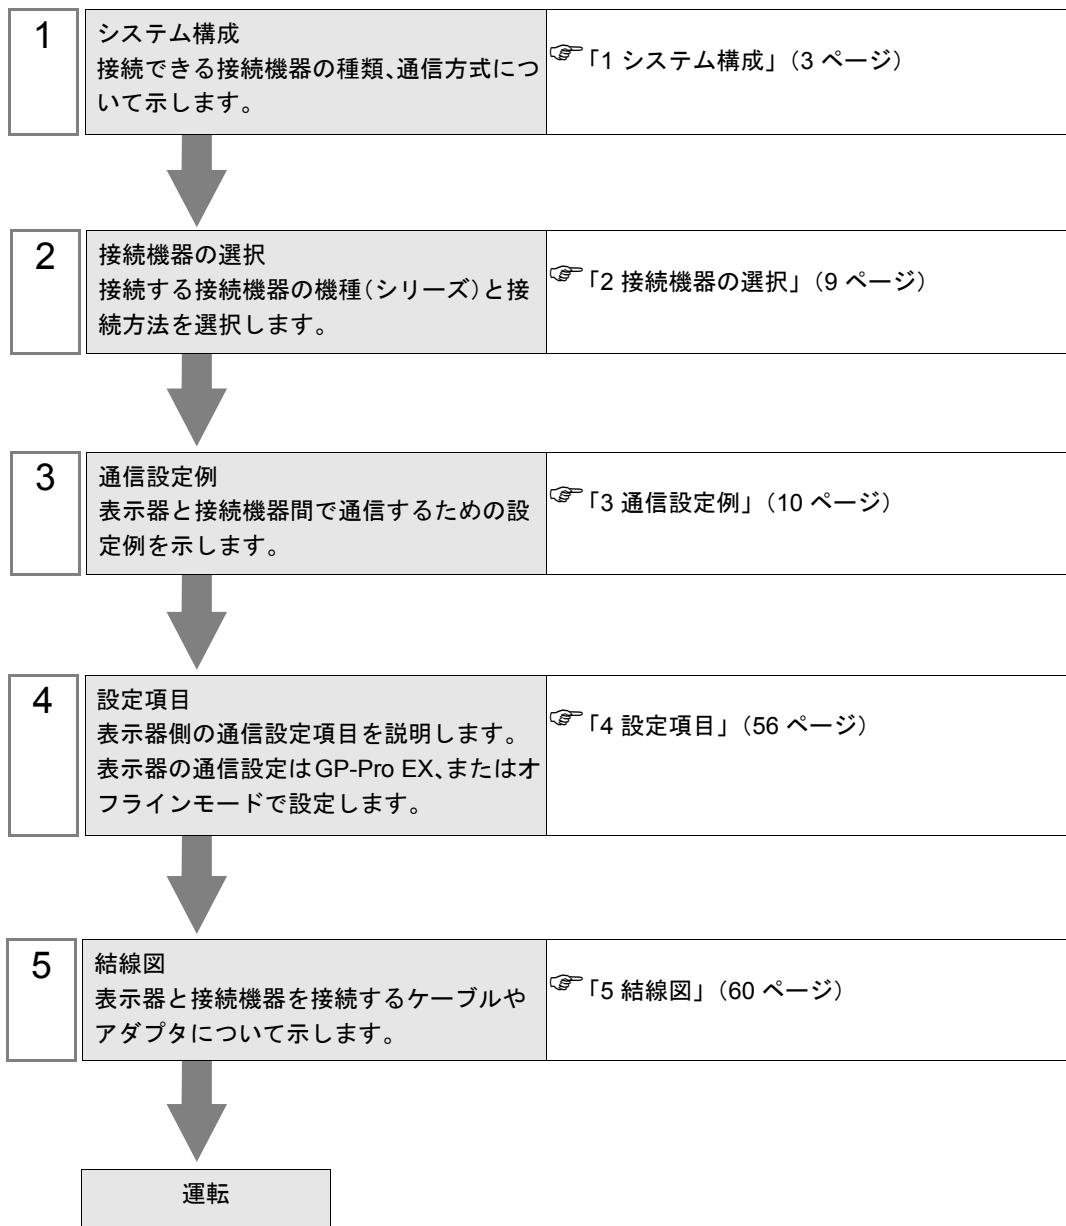 1
システム構成
接続できる接続機器の種類、通信方式につ
いて示します。
☞「1 システム構成」（3 ページ）
2
接続機器の選択
接続する接続機器の機種（シリーズ）と接
続方法を選択します。
☞「2 接続機器の選択」（9 ページ）
3
通信設定例
表示器と接続機器間で通信するための設
定例を示します。
☞「3 通信設定例」（10 ページ）
4
設定項目
表示器側の通信設定項目を説明します。
表示器の通信設定はGP-Pro EX、またはオ
フラインモードで設定します。
☞「4 設定項目」（56 ページ）
5
結線図
表示器と接続機器を接続するケーブルや
アダプタについて示します。
☞「5 結線図」（60 ページ）
運転